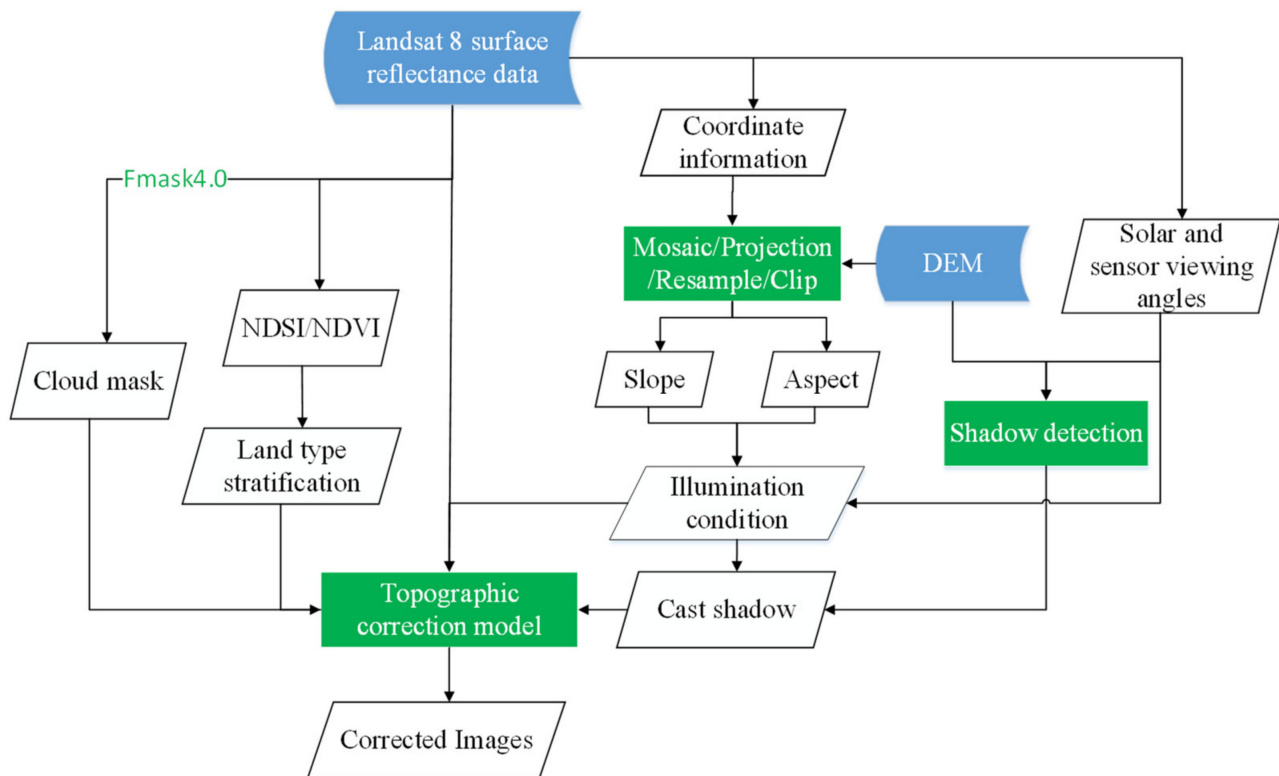 Landsat 8 surface
reflectance data
Coordinate
information
Fmask4.0
Mosaic/Projection
/Resample/Clip
DEM
Solar and
sensor viewing
angles
NDSI/NDVI
Cloud mask
Slope
Aspect
Shadow detection
Land type
stratification
Illumination
condition
Topographic
correction model
Cast shadow
Corrected Images